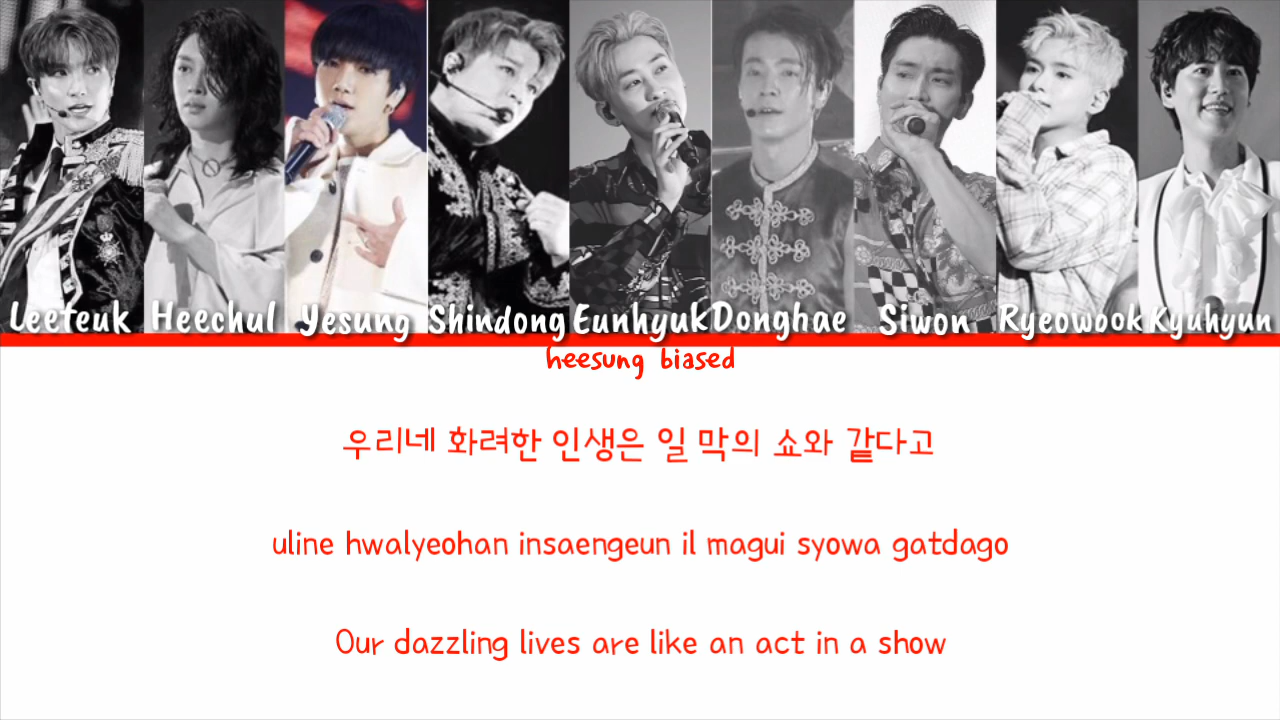 Leeteuk Heechul Yesung Shindong Eunhyuk Donghae Siwon Ryeowook Kyuhyun
heesung biased
우리네 화려한 인생은 일 막의 쇼와 같다고
uline hwalyeohan insaengeun il magui syowa gatdago
Our dazzling lives are like an act in a show